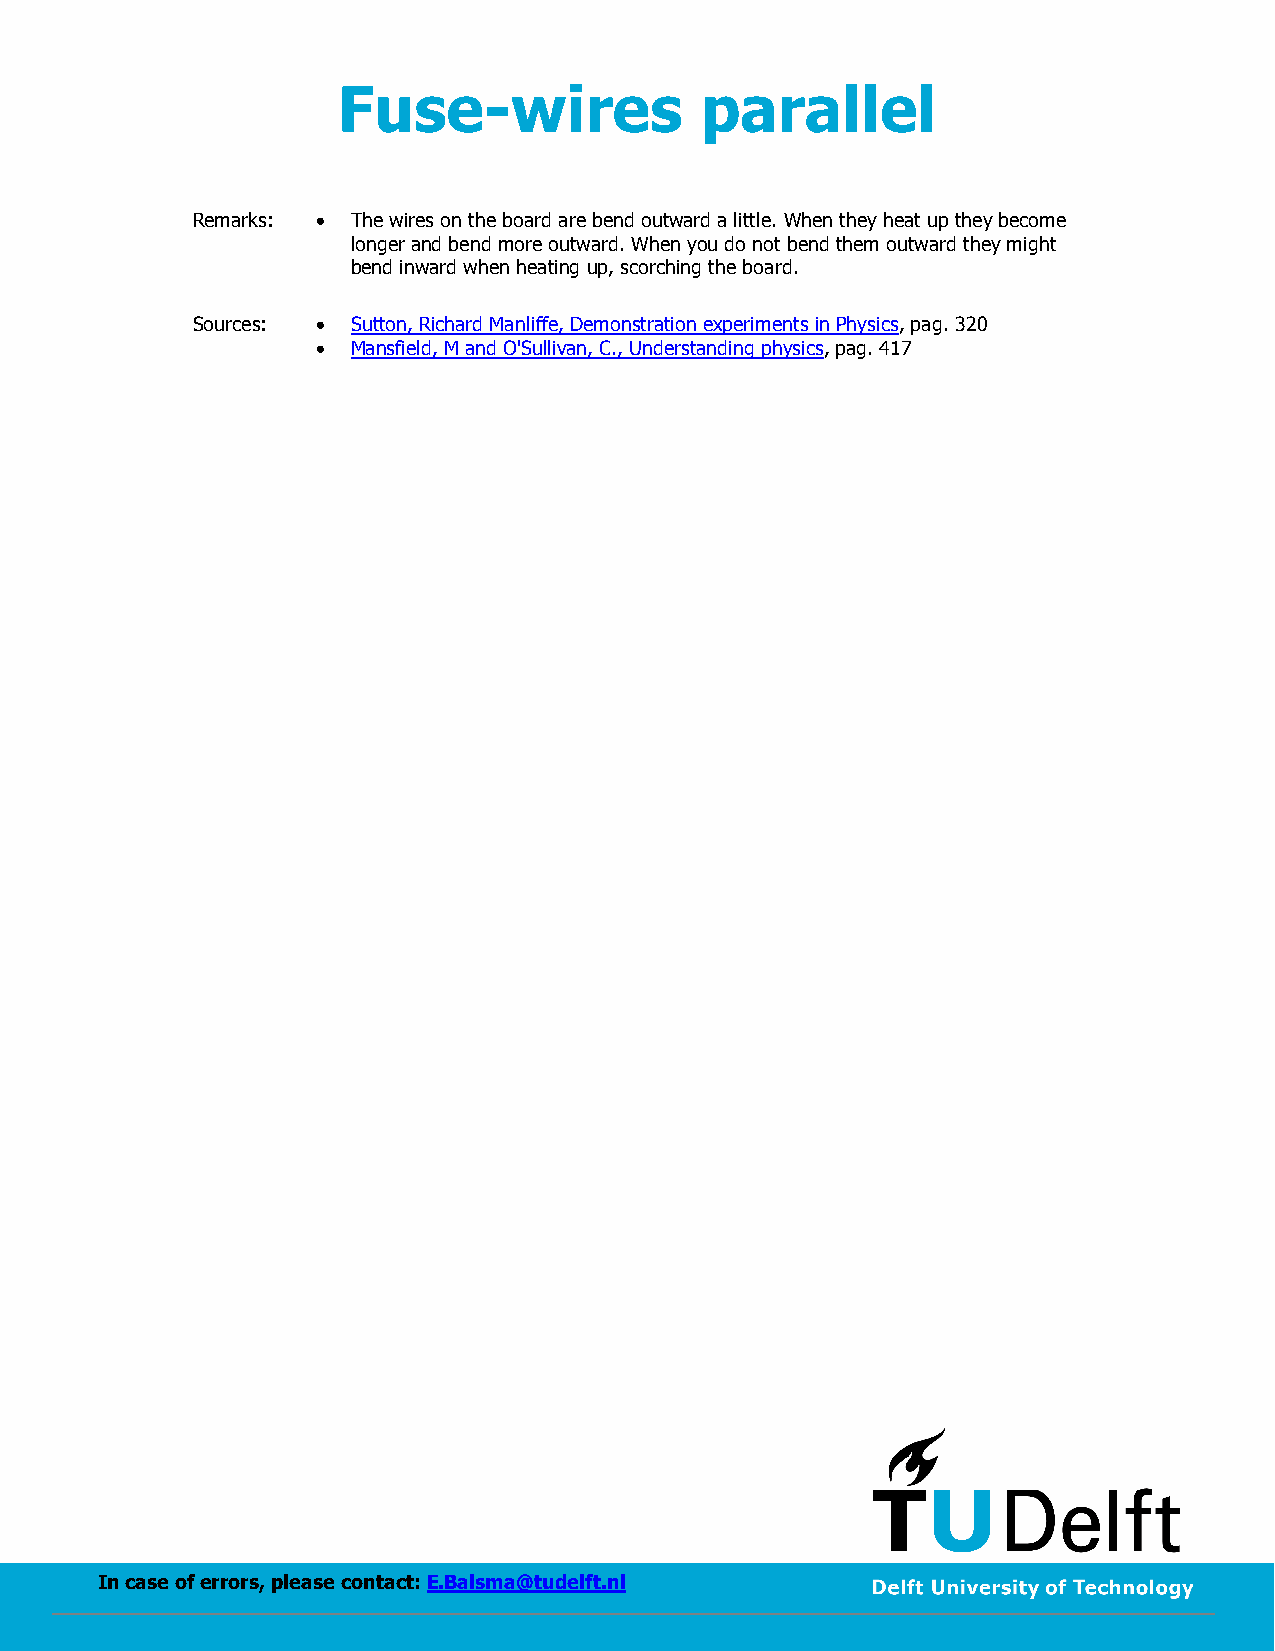 Fuse-wires parallel
Remarks: • The wires on the board are bend outward a little. When they heat up they become
longer and bend more outward. When you do not bend them outward they might
bend inward when heating up, scorching the board.
Sources: • Sutton, Richard Manliffe, Demonstration experiments in Physics, pag. 320
• Mansfield, M and O'Sullivan, C., Understanding physics, pag. 417
TUDelft
In case of errors, please contact: E.Balsma@tudelft.nl
Delft University of Technology